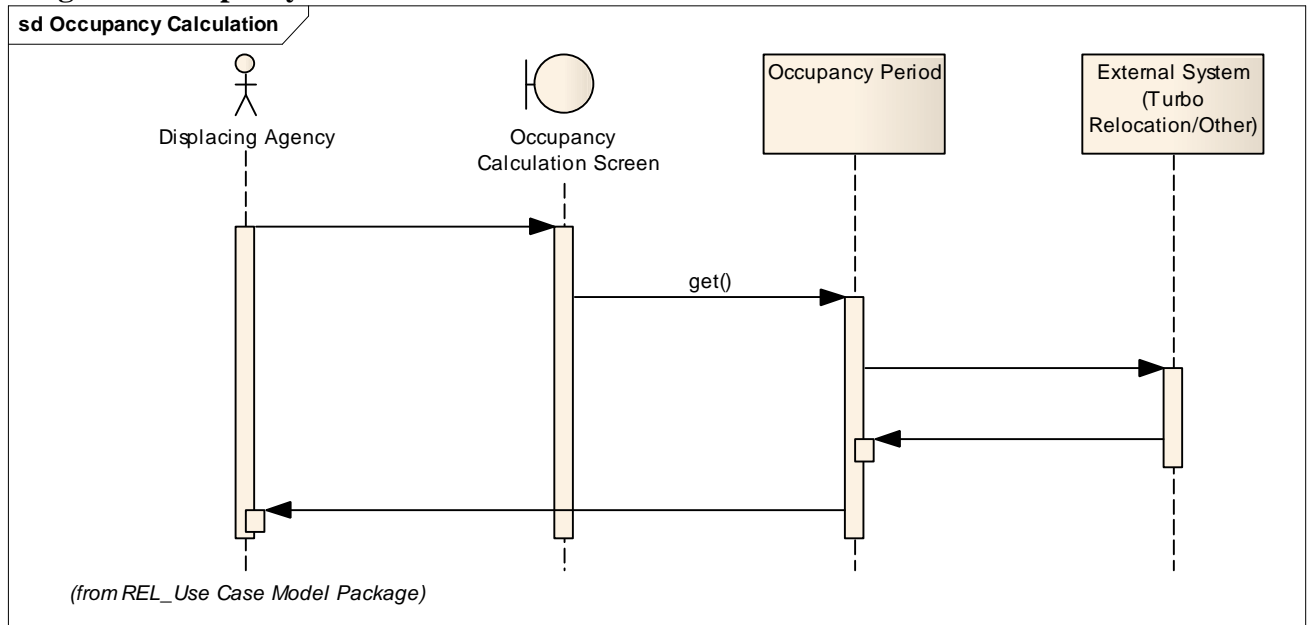 sd Occupancy Calculation
Displacing Agency
Occupancy
Calculation Screen
Occupancy Period
External System
(Turbo
Relocation/Other)
get()
(from REL_Use Case Model Package)